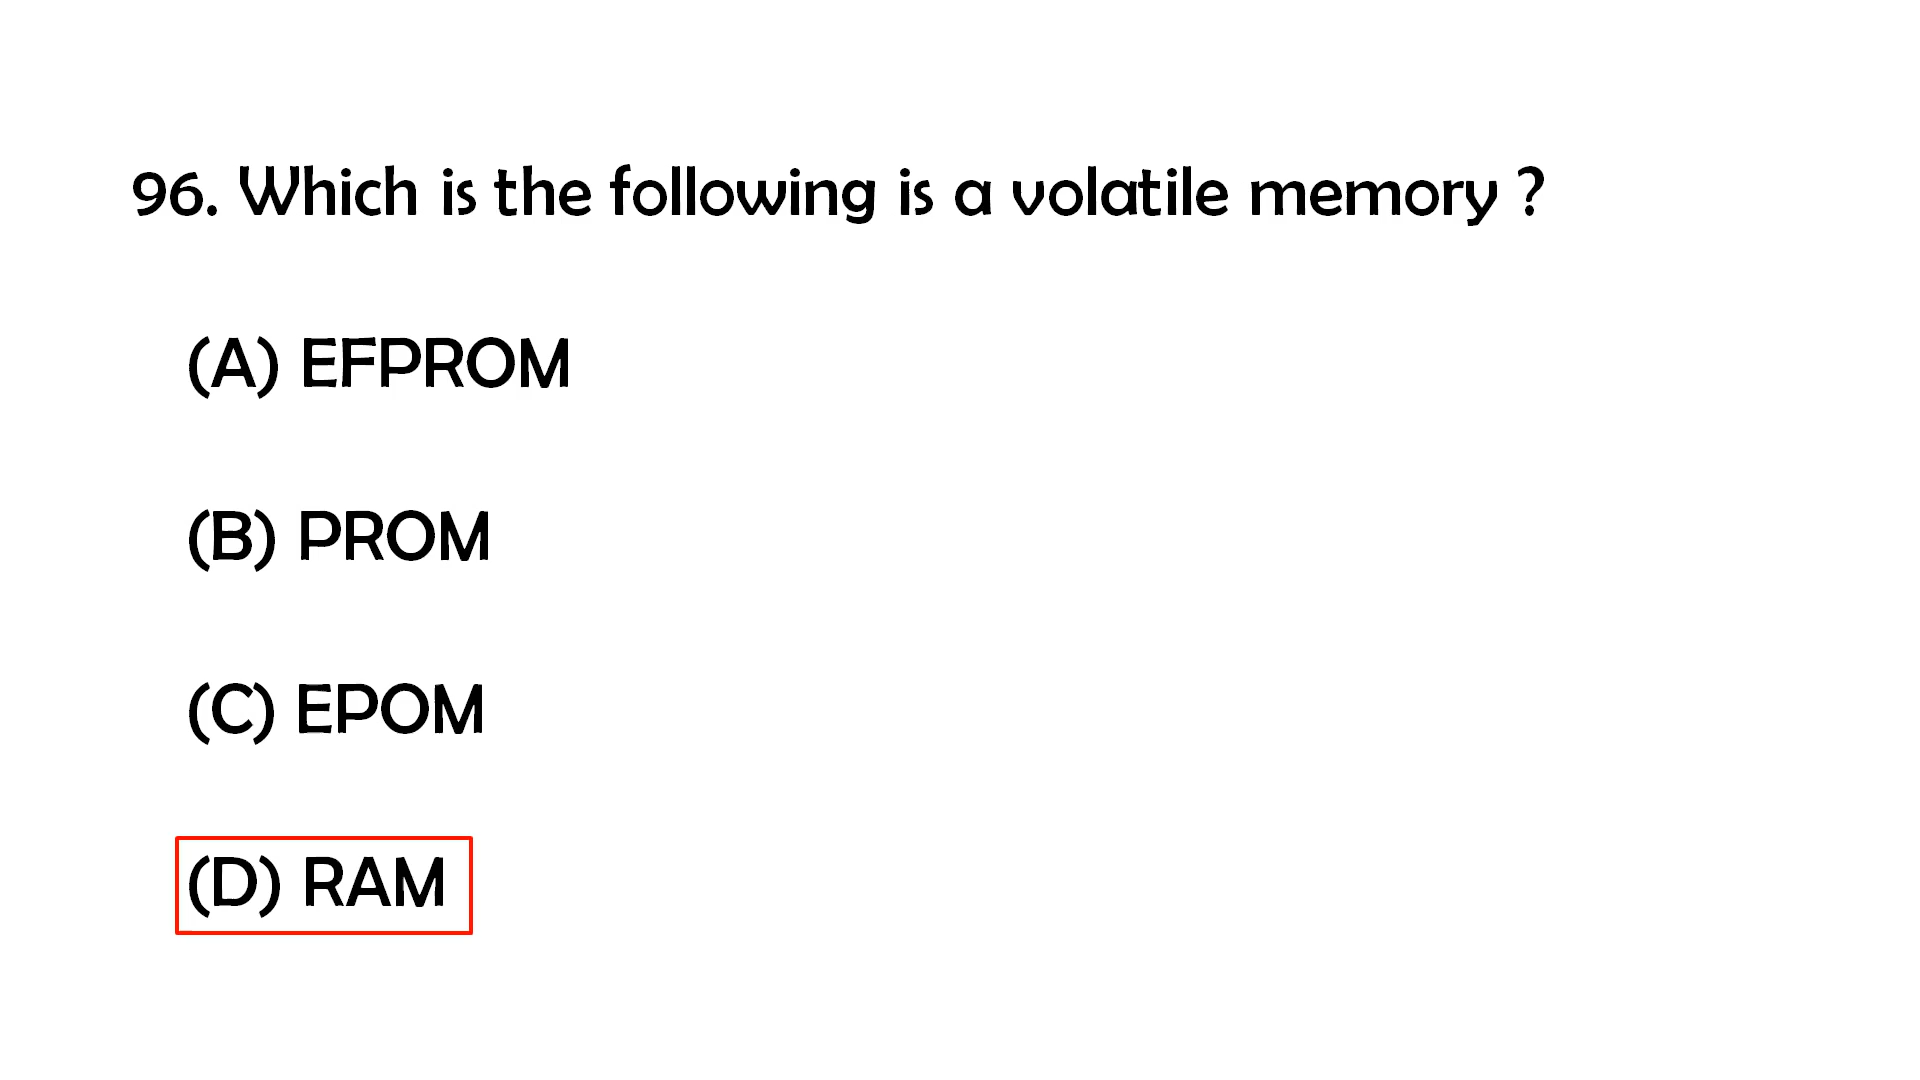 96. Which is the following is a volatile memory ?
(A) EFPROM
(B) PROM
(C) EPOM
(D) RAM